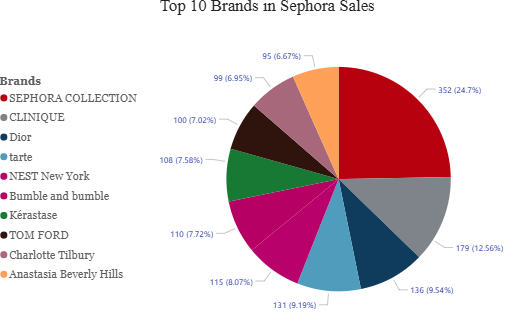 Top 10 Brands in Sephora Sales
Brands
SEPHORA COLLECTION
CLINIQUE
Dior
tarte
NEST New York
Bumble and bumble
Kérastase
TOM FORD
Charlotte Tilbury
Anastasia Beverly Hills
352 (24.7%)
179 (12.56%)
136 (9.54%)
131 (9.19%)
115 (8.07%)
110 (7.72%)
108 (7.58%)
100 (7.02%)
99 (6.95%)
95 (6.67%)